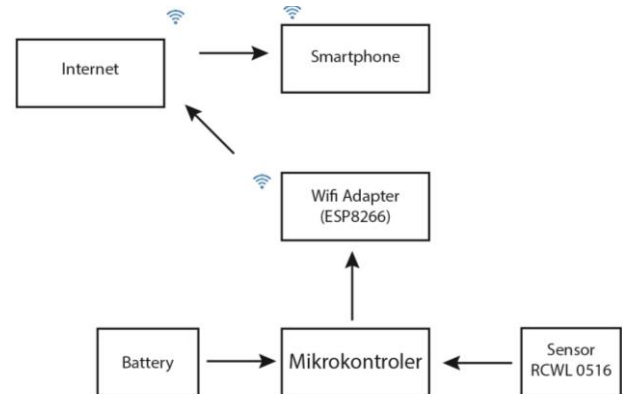 Internet
Smartphone
Wifi Adapter
(ESP8266)
Battery
Mikrokontroler
Sensor
RCWL 0516